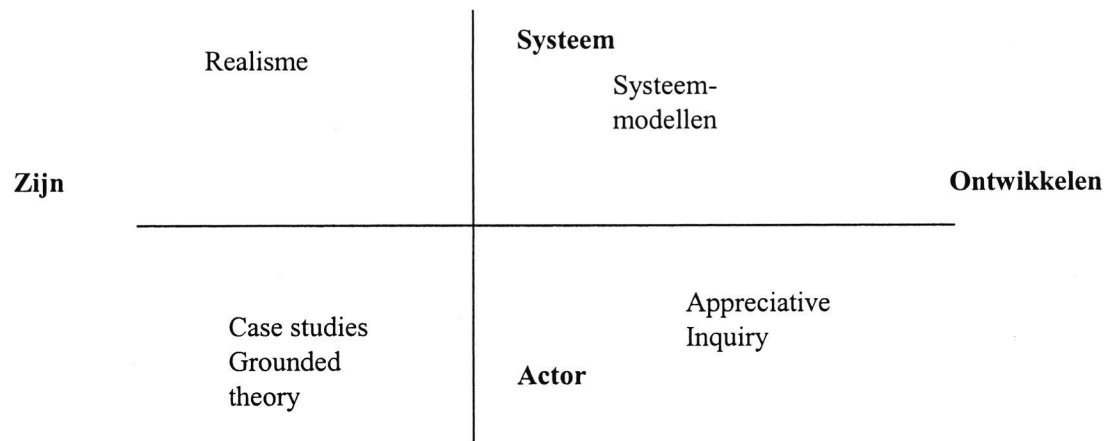 Realisme
Systeem
Systeem-
modellen
Zijn
Ontwikkelen
Case studies
Grounded
theory
Appreciative
Inquiry
Actor